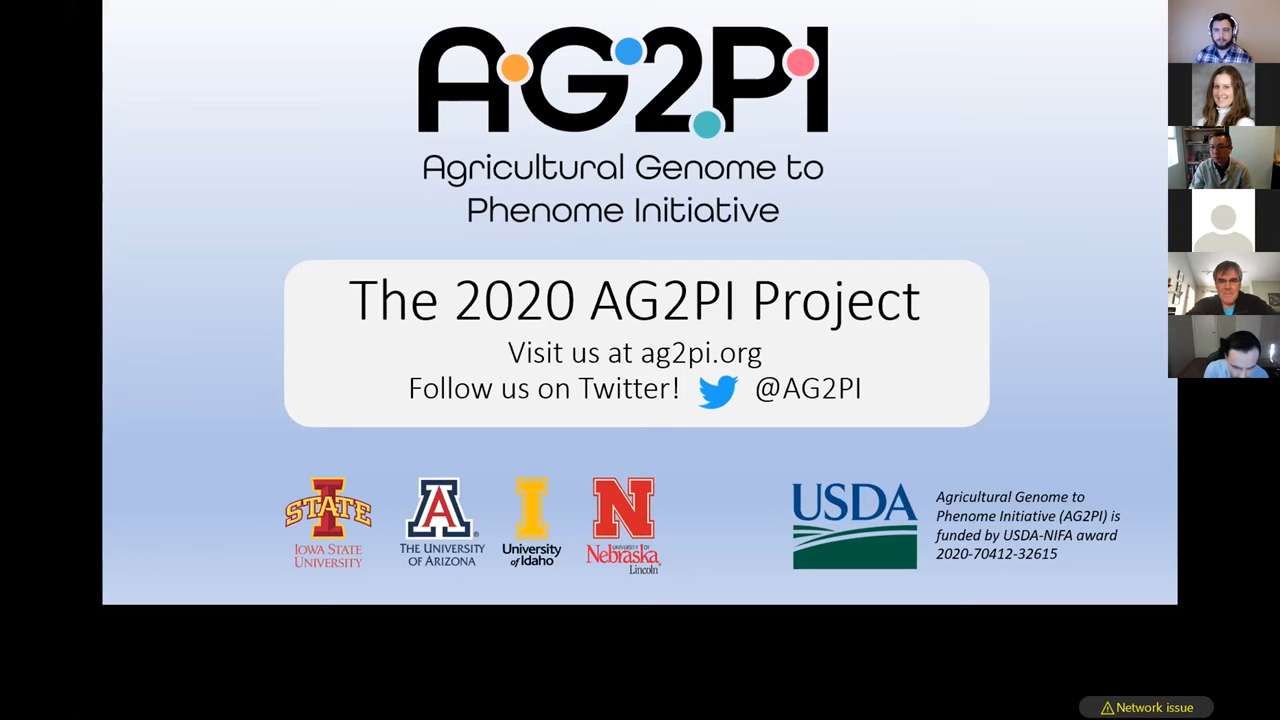 AG2PI
Agricultural Genome to
Phenome Initiative
The 2020 AG2PI Project
Visit us at ag2pi.org
Follow us on Twitter! @AG2PI
STATE
IOWA STATE
UNIVERSITY
A
THE UNIVERSITY
OF ARIZONA
I
University
of Idaho
N
UNIVERSITY OF
Nebraska
Lincoln
USDA
Agricultural Genome to
Phenome Initiative (AG2PI) is
funded by USDA-NIFA award
2020-70412-32615
Network issue